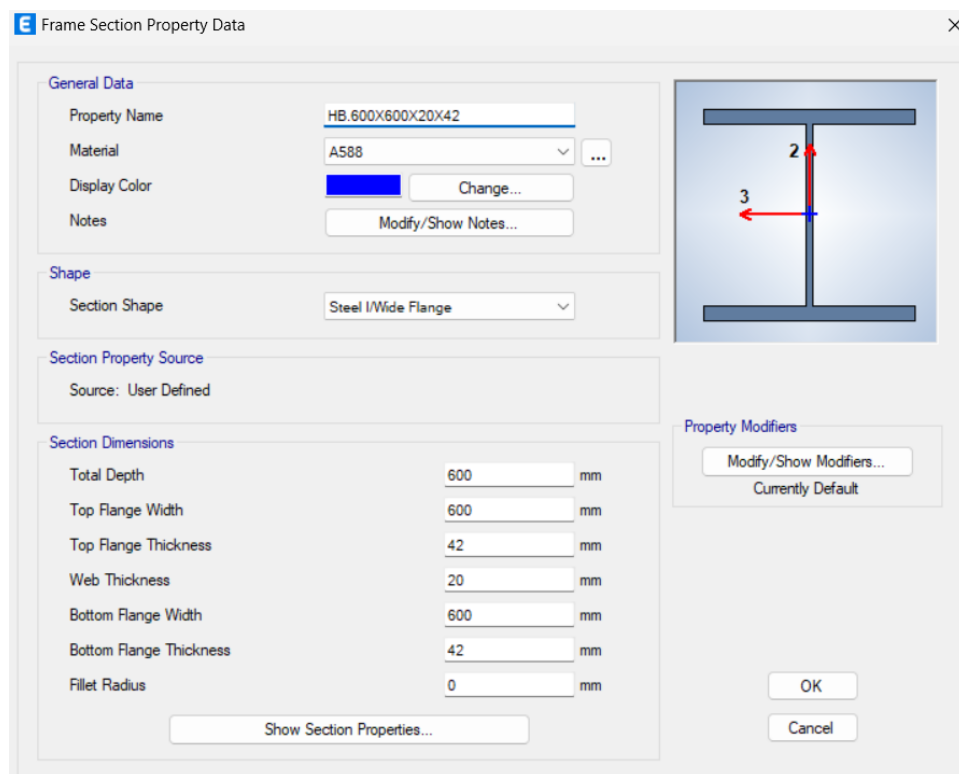 E Frame Section Property Data
General Data
Property Name HB.600X600X20X42
Material A588 ...
Display Color Change...
Notes Modify/Show Notes...
2
3
Shape
Section Shape Steel I/Wide Flange
Section Property Source
Source: User Defined
Section Dimensions
Total Depth 600 mm
Top Flange Width 600 mm
Top Flange Thickness 42 mm
Web Thickness 20 mm
Bottom Flange Width 600 mm
Bottom Flange Thickness 42 mm
Fillet Radius 0 mm
Show Section Properties...
Property Modifiers
Modify/Show Modifiers...
Currently Default
OK
Cancel